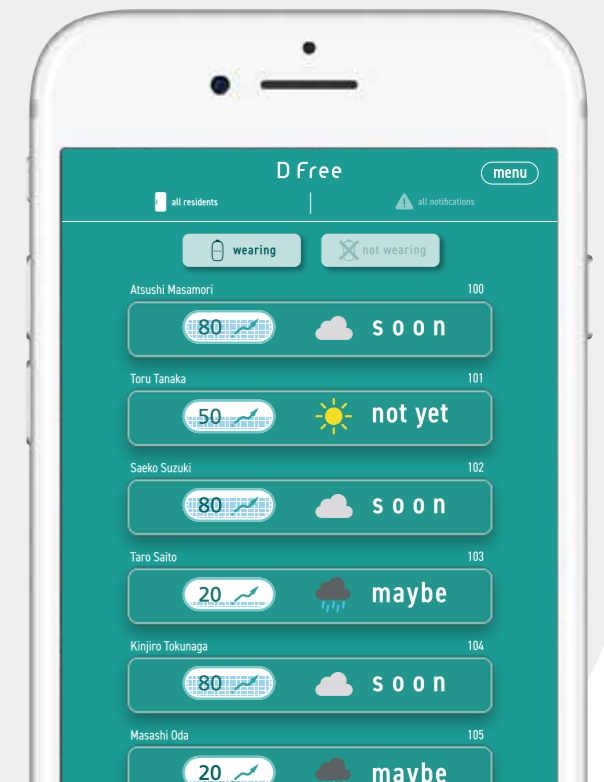 D Free
menu
all residents
all notifications
wearing
not wearing
Atsushi Masamori 100
80 soon
Toru Tanaka 101
50 not yet
Saeko Suzuki 102
80 soon
Taro Saito 103
20 maybe
Kinjiro Tokunaga 104
80 soon
Masashi Oda 105
20 maybe